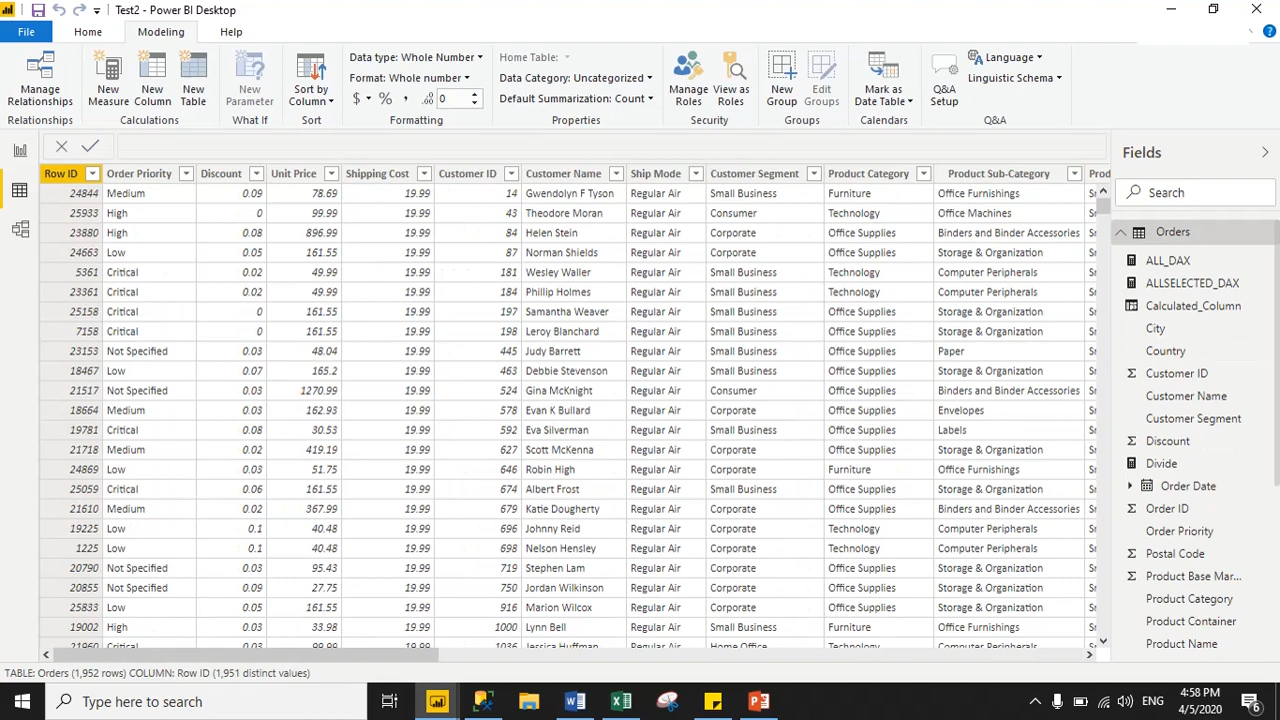 Test2 - Power BI Desktop
File Home Modeling Help
Manage Relationships
New Measure
New Column
New Table
New Parameter
Sort by Column
Data type: Whole Number
Format: Whole number
$ % , .00 0
Home Table:
Data Category: Uncategorized
Default Summarization: Count
Manage Roles
View as Roles
New Group
Edit Groups
Mark as Date Table
Q&A Setup
Language
Linguistic Schema
Relationships Calculations What If Sort Formatting Properties Security Groups Calendars Q&A
Row ID Order Priority Discount Unit Price Shipping Cost Customer ID Customer Name Ship Mode Customer Segment Product Category Product Sub-Category Prod
24844 Medium 0.09 78.69 19.99 14 Gwendolyn F Tyson Regular Air Small Business Furniture Office Furnishings
25933 High 0 99.99 19.99 43 Theodore Moran Regular Air Consumer Technology Office Machines
23880 High 0.08 896.99 19.99 84 Helen Stein Regular Air Corporate Office Supplies Binders and Binder Accessories
24663 Low 0.05 161.55 19.99 87 Norman Shields Regular Air Corporate Office Supplies Storage & Organization
5361 Critical 0.02 49.99 19.99 181 Wesley Waller Regular Air Small Business Technology Computer Peripherals
23361 Critical 0.02 49.99 19.99 184 Phillip Holmes Regular Air Small Business Technology Computer Peripherals
25158 Critical 0 161.55 19.99 197 Samantha Weaver Regular Air Small Business Office Supplies Storage & Organization
7158 Critical 0 161.55 19.99 198 Leroy Blanchard Regular Air Small Business Office Supplies Storage & Organization
23153 Not Specified 0.03 48.04 19.99 445 Judy Barrett Regular Air Small Business Office Supplies Paper
18467 Low 0.07 165.2 19.99 463 Debbie Stevenson Regular Air Small Business Office Supplies Storage & Organization
21517 Not Specified 0.03 1270.99 19.99 524 Gina McKnight Regular Air Consumer Office Supplies Binders and Binder Accessories
18664 Medium 0.03 162.93 19.99 578 Evan K Bullard Regular Air Corporate Office Supplies Envelopes
19781 Critical 0.08 30.53 19.99 592 Eva Silverman Regular Air Small Business Office Supplies Labels
21718 Medium 0.02 419.19 19.99 627 Scott McKenna Regular Air Corporate Office Supplies Storage & Organization
24869 Low 0.03 51.75 19.99 646 Robin High Regular Air Corporate Furniture Office Furnishings
25059 Critical 0.06 161.55 19.99 674 Albert Frost Regular Air Small Business Office Supplies Storage & Organization
21610 Medium 0.02 367.99 19.99 679 Katie Dougherty Regular Air Corporate Office Supplies Binders and Binder Accessories
19225 Low 0.1 40.48 19.99 696 Johnny Reid Regular Air Corporate Technology Computer Peripherals
1225 Low 0.1 40.48 19.99 698 Nelson Hensley Regular Air Corporate Technology Computer Peripherals
20790 Not Specified 0.03 95.43 19.99 719 Stephen Lam Regular Air Corporate Office Supplies Storage & Organization
20855 Not Specified 0.09 27.75 19.99 750 Jordan Wilkinson Regular Air Corporate Office Supplies Storage & Organization
25833 Low 0.05 161.55 19.99 916 Marion Wilcox Regular Air Corporate Office Supplies Storage & Organization
19002 High 0.03 33.98 19.99 1000 Lynn Bell Regular Air Small Business Furniture Office Furnishings
21960 Critical 0.03 99.99 19.99 1036 Jessica Huffman Regular Air Home Office Technology Computer Peripherals
Fields
Search
Orders
ALL_DAX
ALLSELECTED_DAX
Calculated_Column
City
Country
Customer ID
Customer Name
Customer Segment
Discount
Divide
Order Date
Order ID
Order Priority
Postal Code
Product Base Mar...
Product Category
Product Container
Product Name
TABLE: Orders (1,952 rows) COLUMN: Row ID (1,951 distinct values)
Type here to search
ENG
4:58 PM
4/5/2020
6